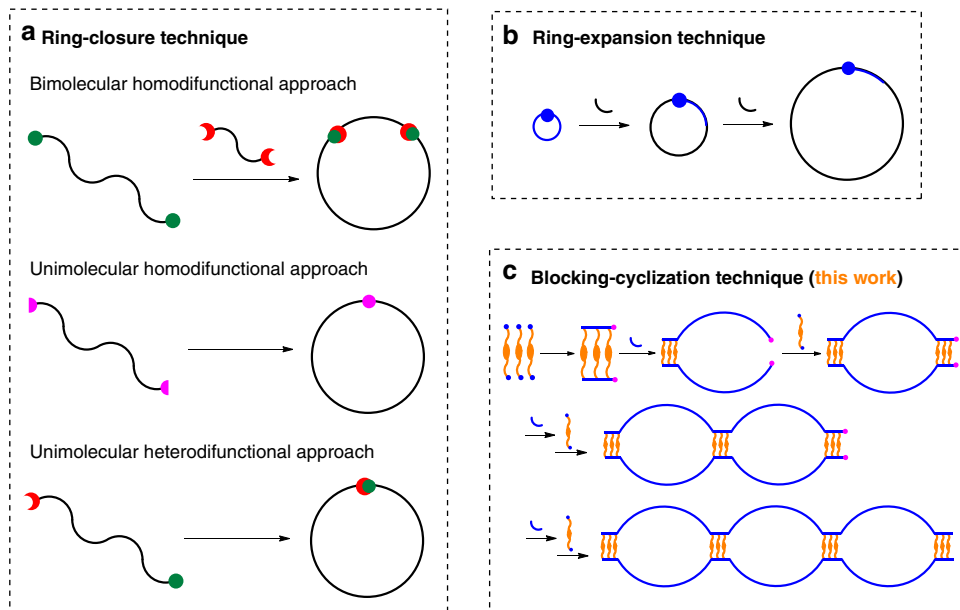 a Ring-closure technique
Bimolecular homodifunctional approach
Unimolecular homodifunctional approach
Unimolecular heterodifunctional approach
b Ring-expansion technique
c Blocking-cyclization technique (this work)